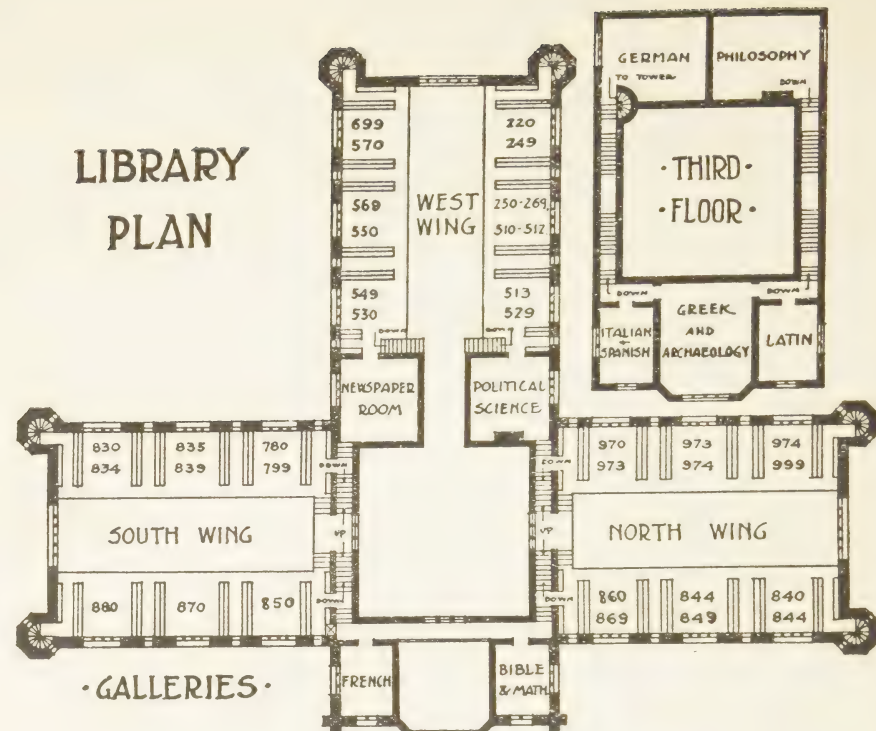 LIBRARY
PLAN
699
570
569
550
549
530
DOWN
WEST
WING
220
249
250-269
510-512
513
529
DOWN
NEWSPAPER
ROOM
POLITICAL
SCIENCE
GERMAN
TO TOWER
PHILOSOPHY
DOWN
·THIRD·
·FLOOR·
DOWN
DOWN
ITALIAN
SPANISH
GREEK
AND
ARCHAEOLOGY
LATIN
830
834
835
839
780
799
DOWN
SOUTH WING
UP
880
870
850
DOWN
DOWN
970
973
973
974
974
999
UP
NORTH WING
DOWN
860
869
844
849
840
844
·GALLERIES·
FRENCH
BIBLE
& MATH.